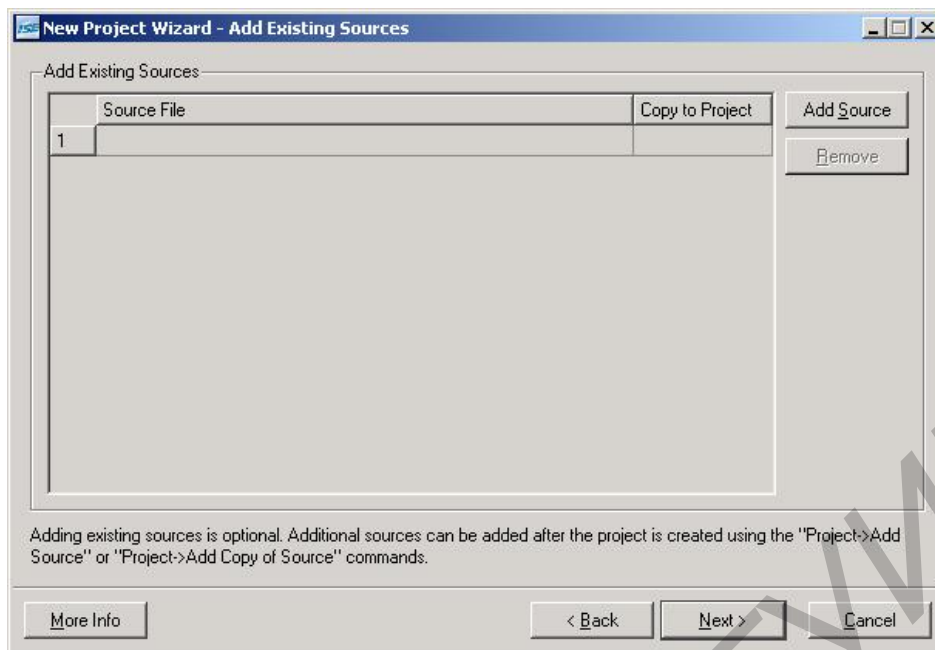 ISE New Project Wizard - Add Existing Sources
Add Existing Sources
Source File Copy to Project
Add Source
1
Remove
Adding existing sources is optional. Additional sources can be added after the project is created using the "Project->Add
Source" or "Project->Add Copy of Source" commands.
More Info < Back Next > Cancel